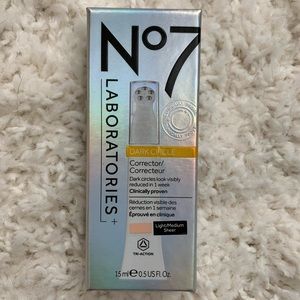 No7
LABORATORIES+
DARK CIRCLE
Corrector/
Correcteur
Dark circles look visibly
reduced in 1 week
Clinically proven
Réduction visible des
cernes en 1 semaine
Éprouvé en clinique
Light/Medium
Sheer
TRI-ACTION
15 ml e 0.5 US Fl. Oz.